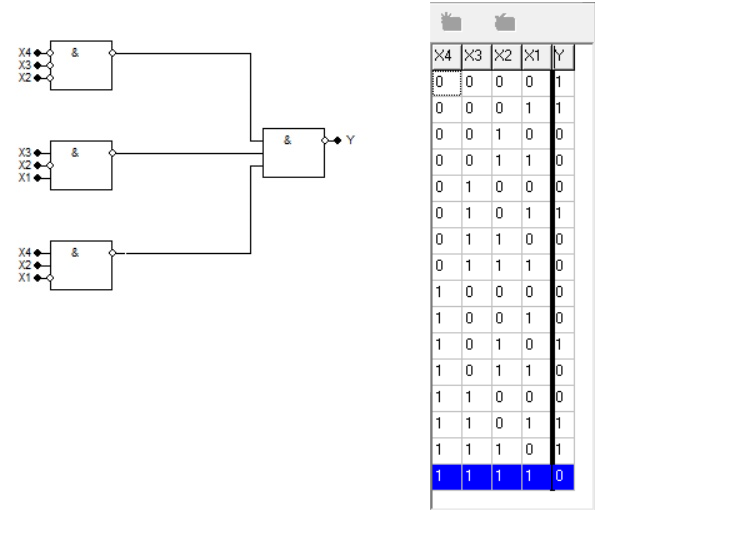 X4 &
X3
X2
& Y
X3 &
X2
X1
X4 &
X2
X1
X4 X3 X2 X1 Y
0 0 0 0 1
0 0 0 1 1
0 0 1 0 0
0 0 1 1 0
0 1 0 0 0
0 1 0 1 1
0 1 1 0 0
0 1 1 1 0
1 0 0 0 0
1 0 0 1 0
1 0 1 0 1
1 0 1 1 0
1 1 0 0 0
1 1 0 1 1
1 1 1 0 1
1 1 1 1 0